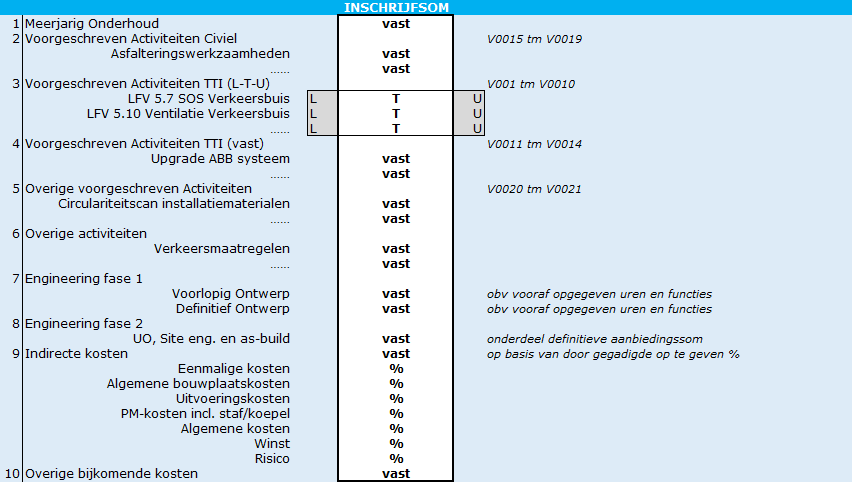 INSCHRIJFSOM
1 Meerjarig Onderhoud vast
2 Voorgeschreven Activiteiten Civiel V0015 tm V0019
Asfalteringswerkzaamheden vast
...... vast
3 Voorgeschreven Activiteiten TTI (L-T-U) V001 tm V0010
LFV 5.7 SOS Verkeersbuis L T U
LFV 5.10 Ventilatie Verkeersbuis L T U
...... L T U
4 Voorgeschreven Activiteiten TTI (vast) V0011 tm V0014
Upgrade ABB systeem vast
...... vast
5 Overige voorgeschreven Activiteiten V0020 tm V0021
Circulariteitscan installatiematerialen vast
...... vast
6 Overige activiteiten
Verkeersmaatregelen vast
...... vast
7 Engineering fase 1
Voorlopig Ontwerp vast obv vooraf opgegeven uren en functies
Definitief Ontwerp vast obv vooraf opgegeven uren en functies
8 Engineering fase 2
UO, Site eng. en as-build vast onderdeel definitieve aanbiedingssom
9 Indirecte kosten vast op basis van door gegadigde op te geven %
Eenmalige kosten %
Algemene bouwplaatskosten %
Uitvoeringskosten %
PM-kosten incl. staf/koepel %
Algemene kosten %
Winst %
Risico %
10 Overige bijkomende kosten vast